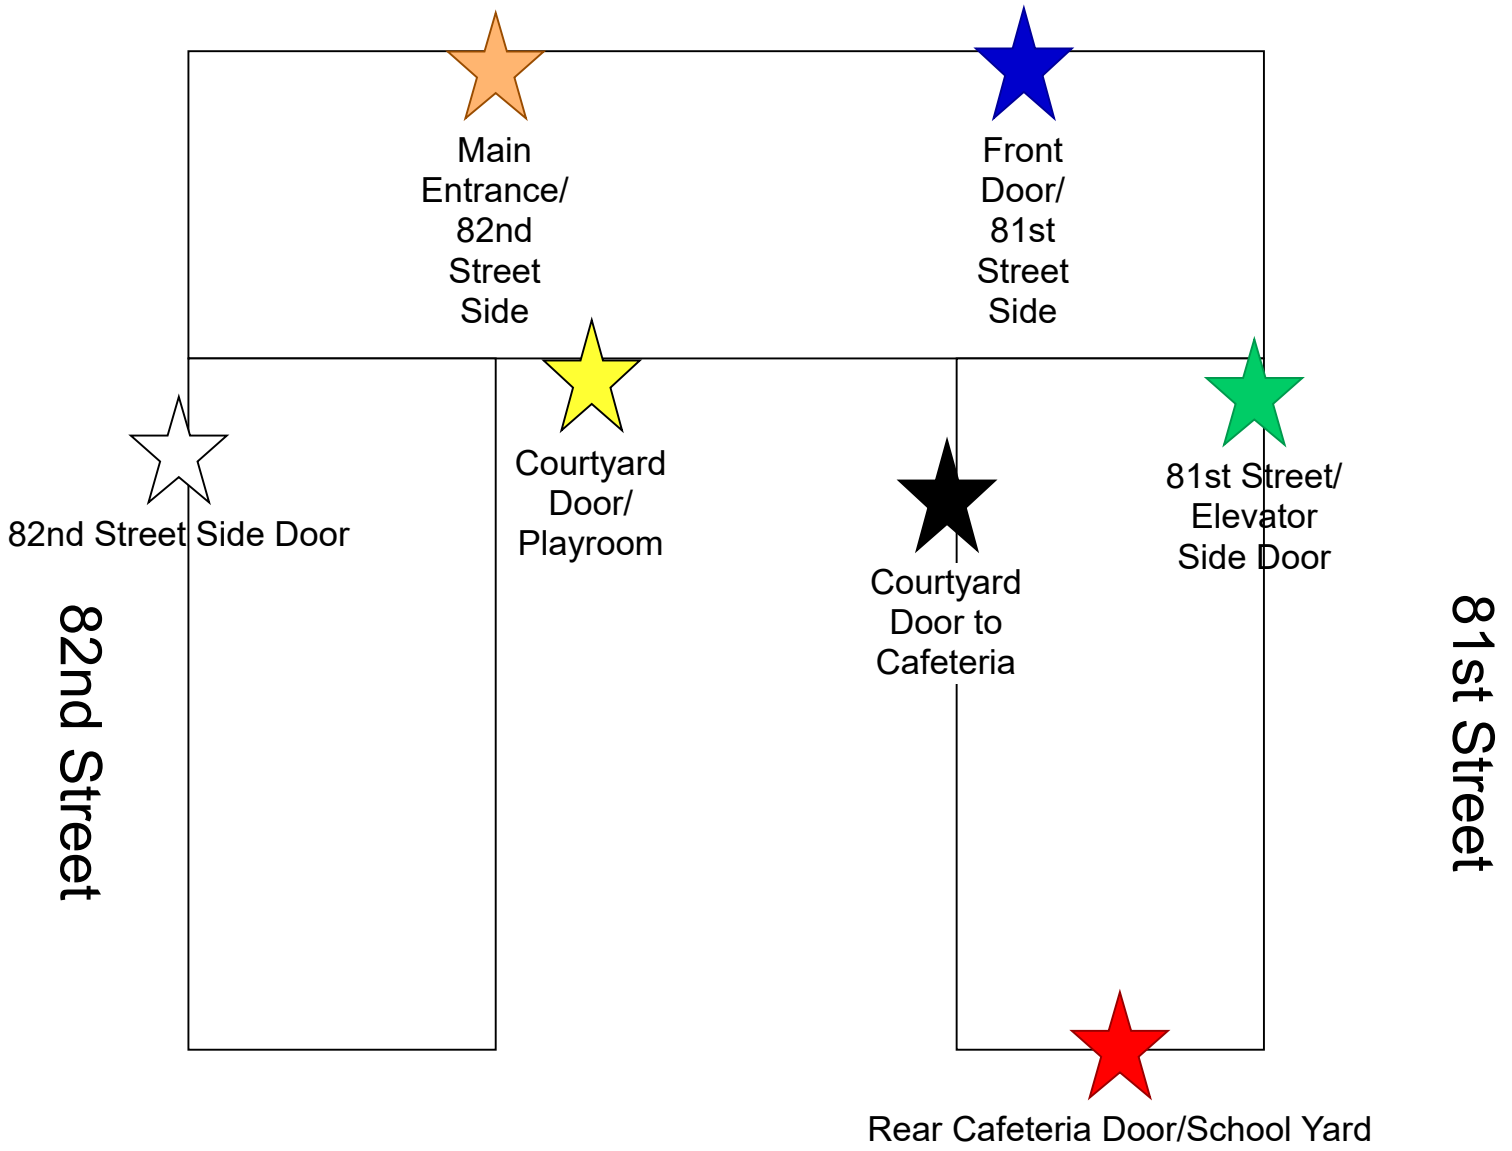 Main
Entrance/
82nd
Street
Side
Front
Door/
81st
Street
Side
Courtyard
Door/
Playroom
82nd Street Side Door
Courtyard
Door to
Cafeteria
81st Street/
Elevator
Side Door
82nd Street
81st Street
Rear Cafeteria Door/School Yard